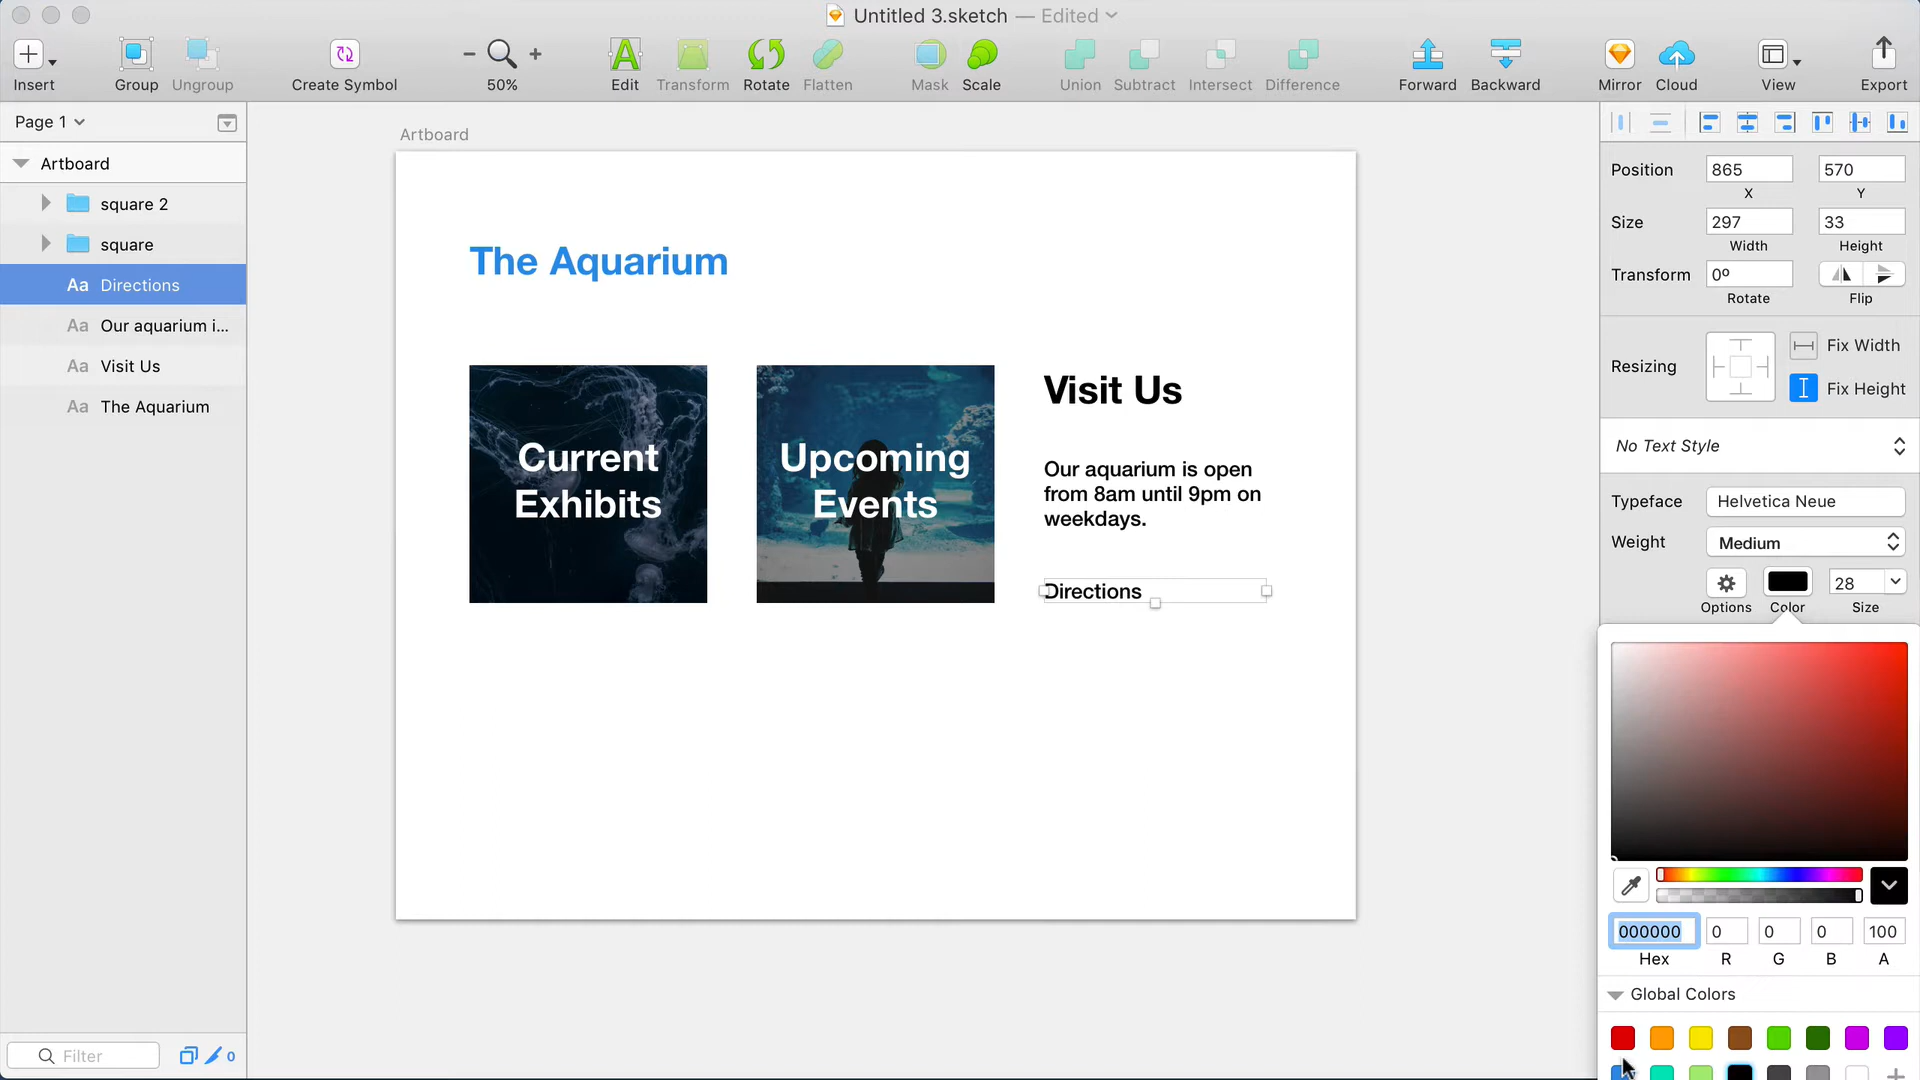 Untitled 3.sketch — Edited
Insert
Group
Ungroup
Create Symbol
50%
Edit
Transform
Rotate
Flatten
Mask
Scale
Union
Subtract
Intersect
Difference
Forward
Backward
Mirror
Cloud
View
Export
Page 1
Artboard
square 2
square
Aa Directions
Aa Our aquarium i...
Aa Visit Us
Aa The Aquarium
Filter
0
Artboard
The Aquarium
Current
Exhibits
Upcoming
Events
Visit Us
Our aquarium is open
from 8am until 9pm on
weekdays.
Directions
Position 865 570
X Y
Size 297 33
Width Height
Transform 0º
Rotate Flip
Resizing
Fix Width
Fix Height
No Text Style
Typeface Helvetica Neue
Weight Medium
28
Options Color Size
000000 0 0 0 100
Hex R G B A
Global Colors